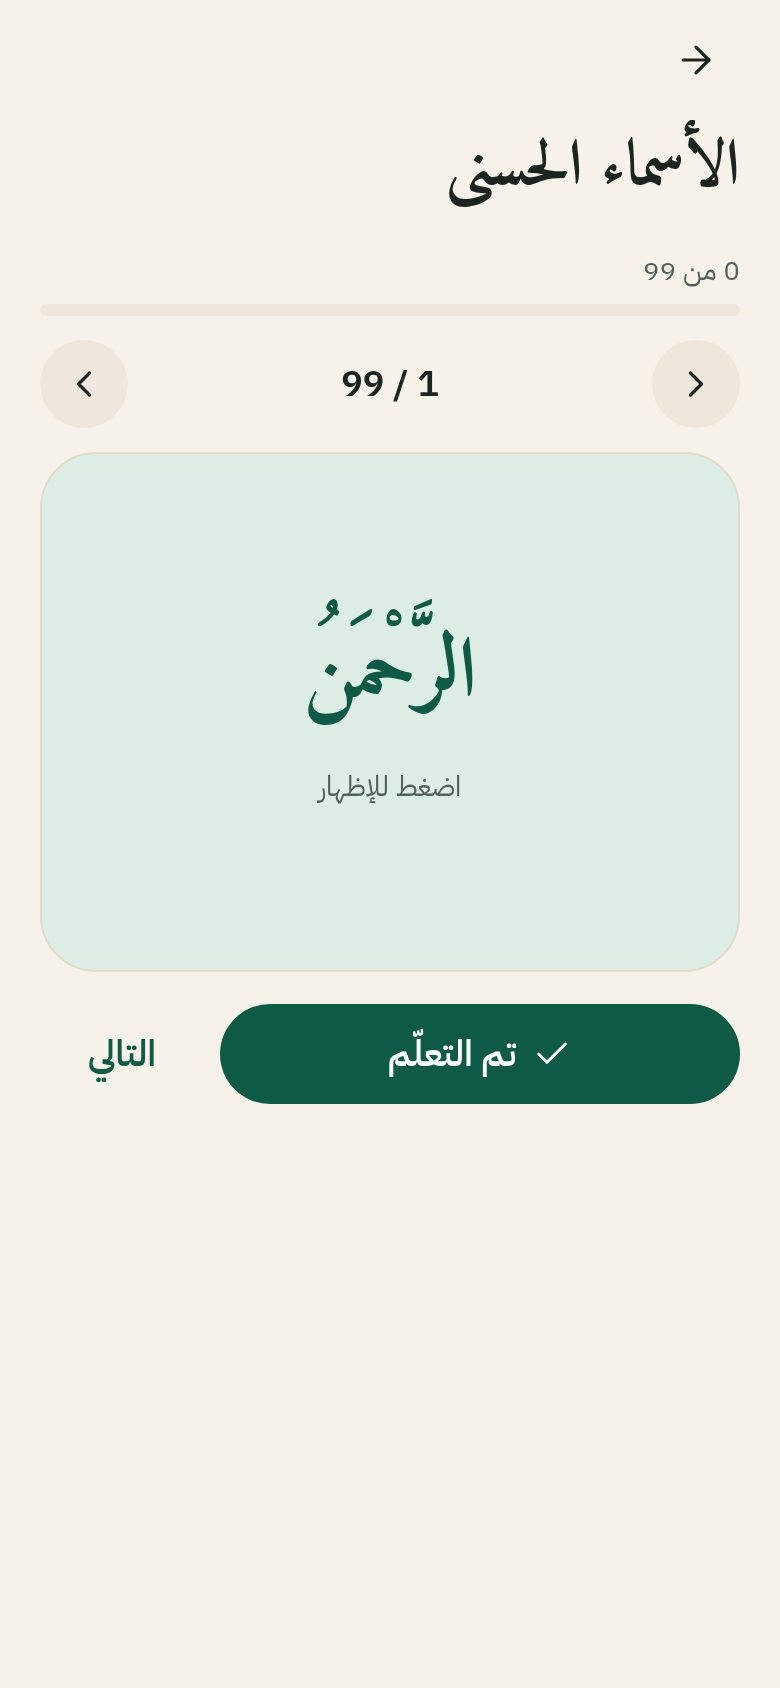 الأسماء الحسنى
0 من 99
1 / 99
الرَّحْمَنُ
اضغط للإظهار
تم التعلّم
التالي